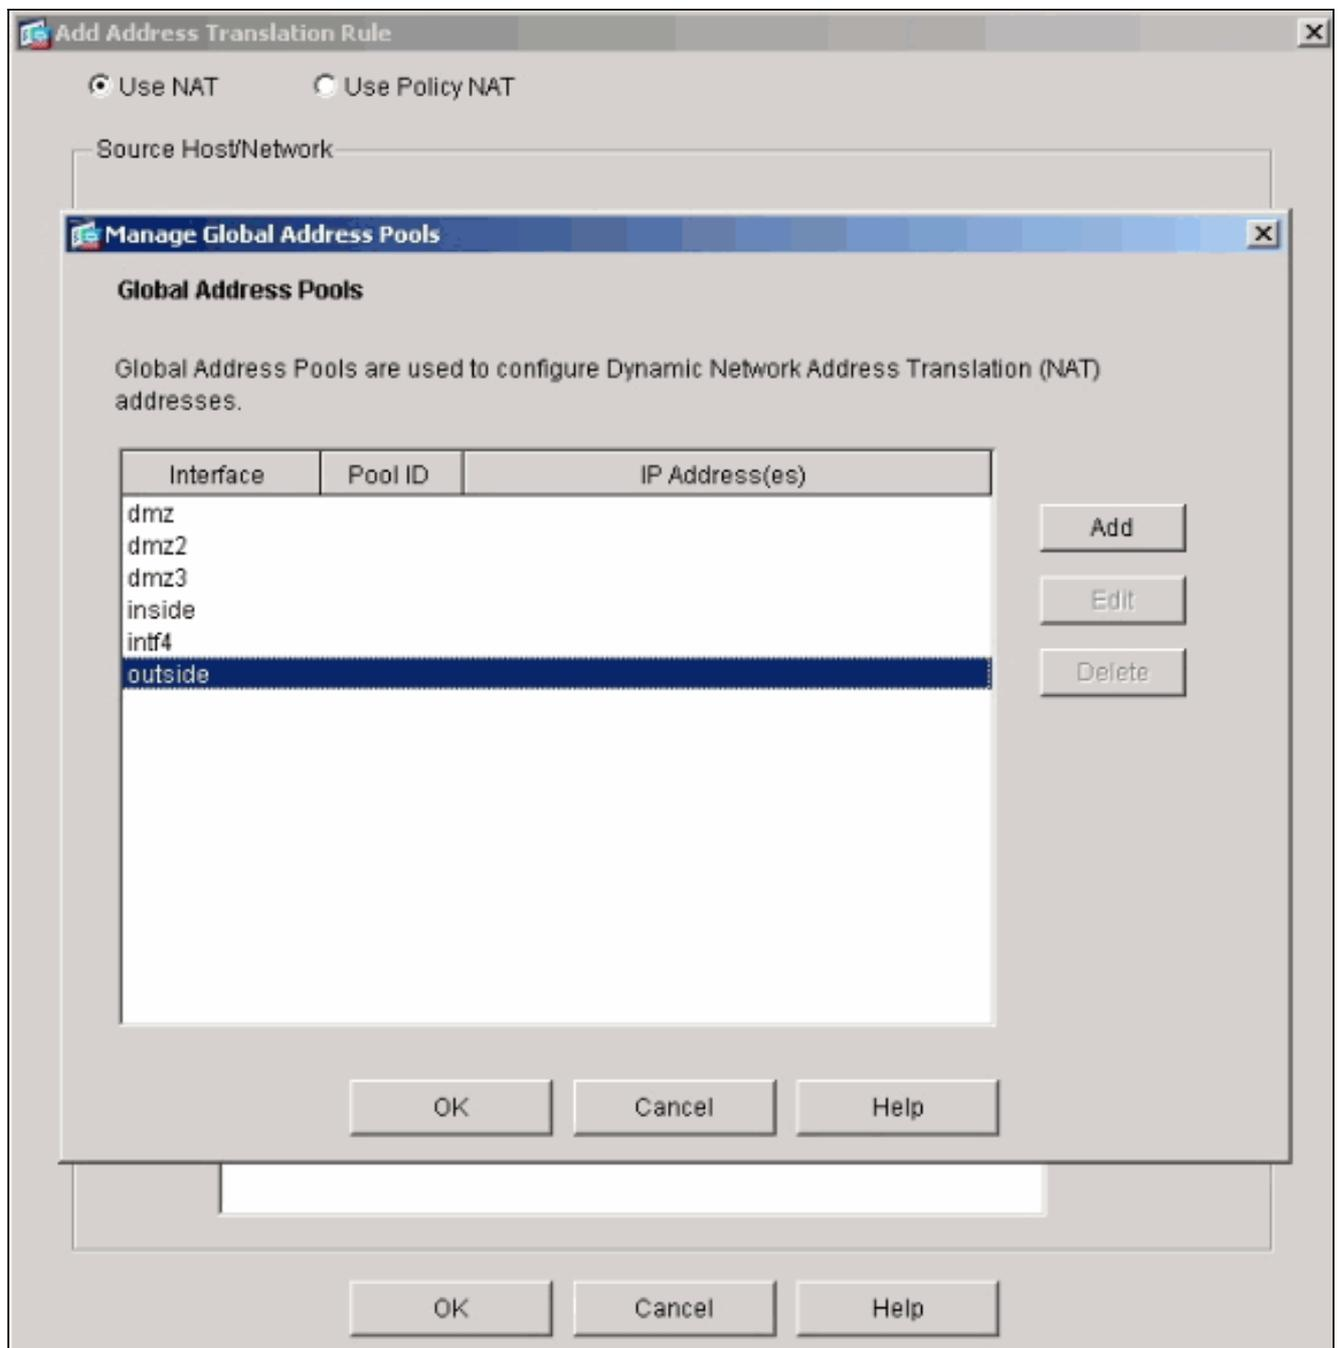 Add Address Translation Rule
Use NAT Use Policy NAT
Source Host/Network
Manage Global Address Pools
Global Address Pools
Global Address Pools are used to configure Dynamic Network Address Translation (NAT)
addresses.
Interface Pool ID IP Address(es)
dmz
Add
dmz2
dmz3
Edit
inside
intf4
outside
Delete
OK Cancel Help
OK Cancel Help